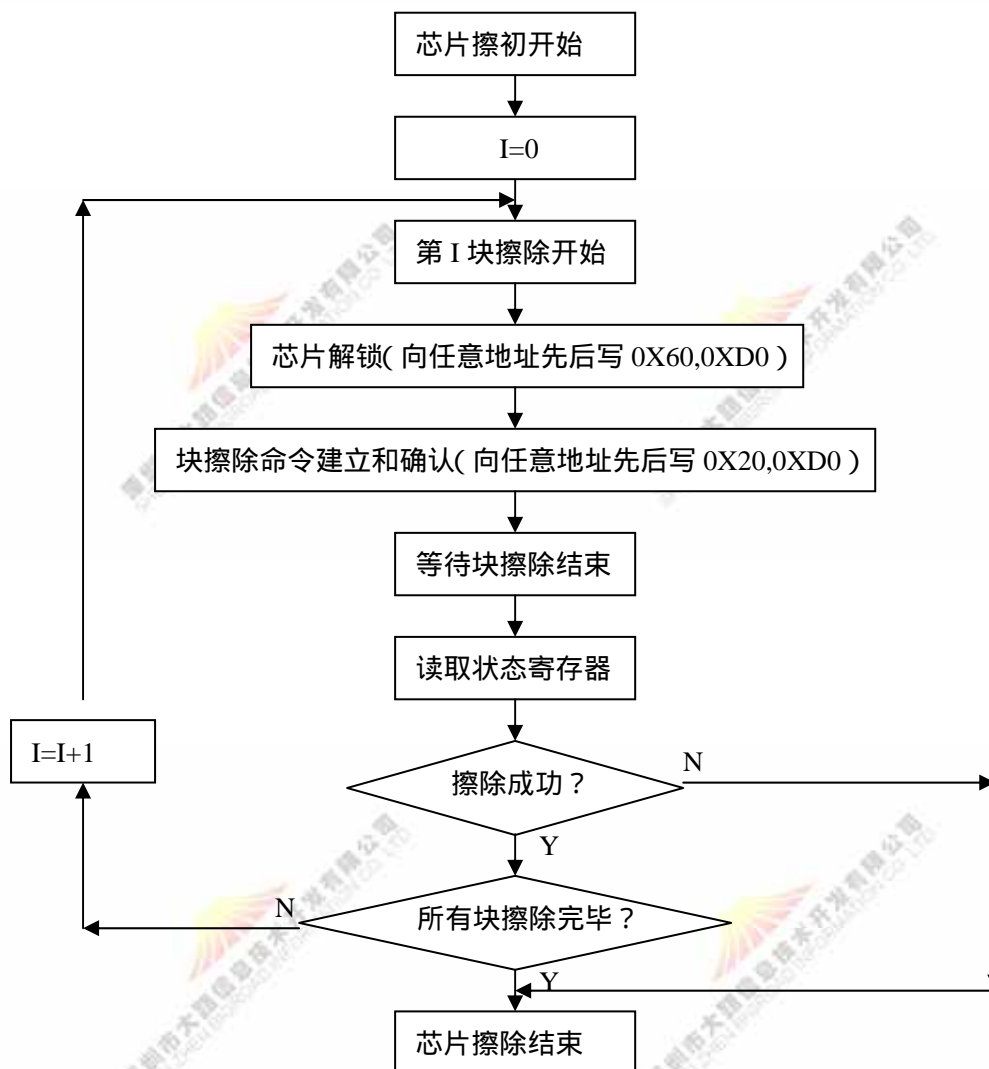 芯片擦初开始
I=0
第 I 块擦除开始
芯片解锁( 向任意地址先后写 0X60,0XD0 )
块擦除命令建立和确认( 向任意地址先后写 0X20,0XD0 )
等待块擦除结束
读取状态寄存器
I=I+1
擦除成功？
N
Y
所有块擦除完毕？
N
Y
芯片擦除结束